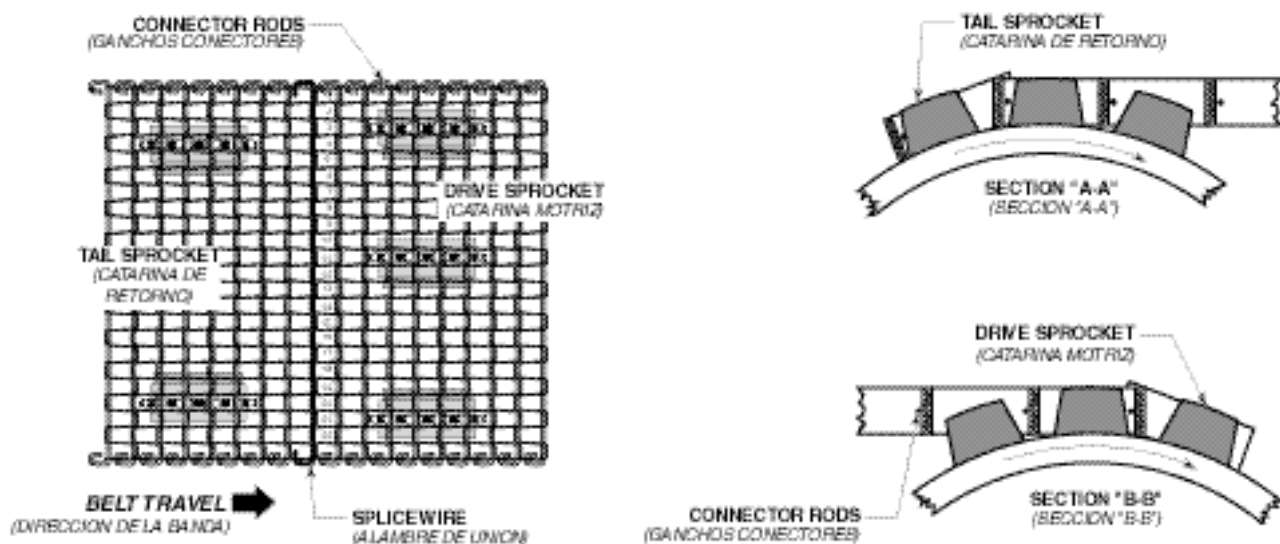 CONNECTOR RODS
(GANCHOS CONECTORES)
DRIVE SPROCKET
(CATARINA MOTRIZ)
TAIL SPROCKET
(CATARINA DE
RETORNO)
BELT TRAVEL
(DIRECCION DE LA BANDA)
SPLICEWIRE
(ALAMBRE DE UNION)
TAIL SPROCKET
(CATARINA DE RETORNO)
SECTION "A-A"
(SECCION "A-A")
DRIVE SPROCKET
(CATARINA MOTRIZ)
SECTION "B-B"
(SECCION "B-B")
CONNECTOR RODS
(GANCHOS CONECTORES)